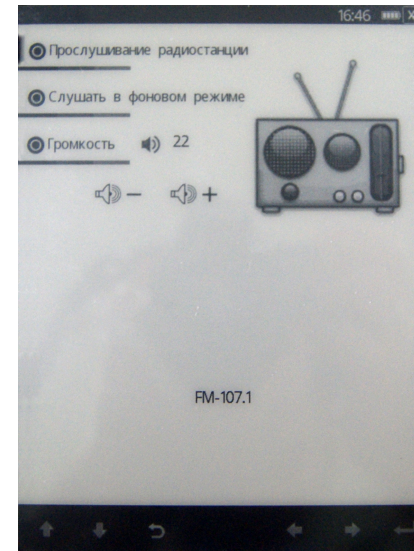 16:46
Прослушивание радиостанции
Слушать в фоновом режиме
Громкость 22
− +
FM-107.1